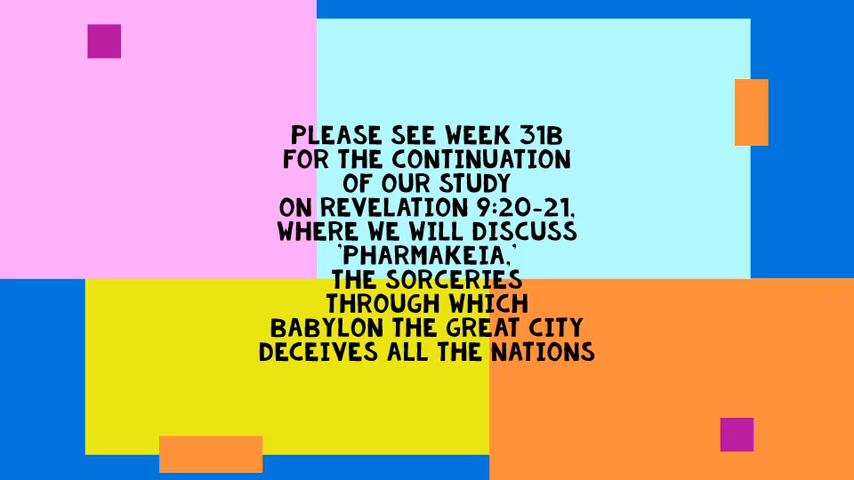 PLEASE SEE WEEK 31B
FOR THE CONTINUATION
OF OUR STUDY
ON REVELATION 9:20-21,
WHERE WE WILL DISCUSS
'PHARMAKEIA,'
THE SORCERIES
THROUGH WHICH
BABYLON THE GREAT CITY
DECEIVES ALL THE NATIONS